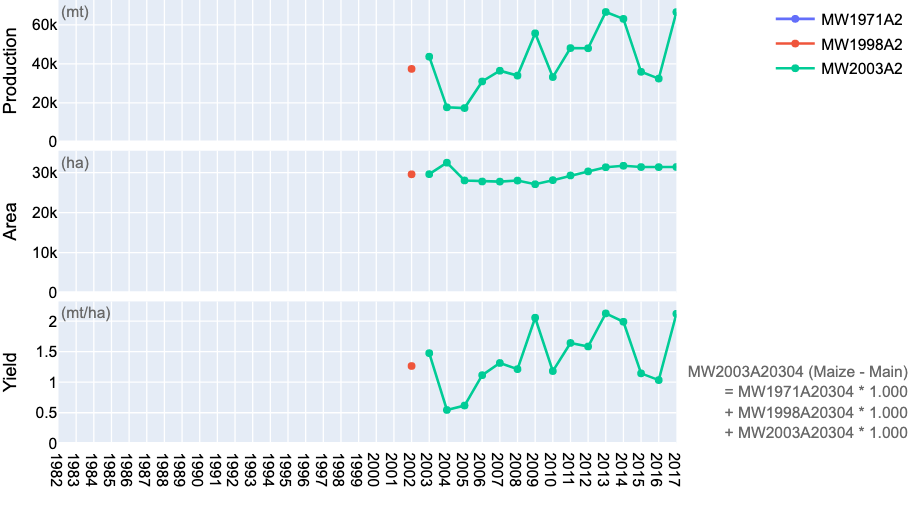 (mt)
Production
60k
40k
20k
0
(ha)
Area
30k
20k
10k
0
(mt/ha)
Yield
2
1.5
1
0.5
0
1982
1983
1984
1985
1986
1987
1988
1989
1990
1991
1992
1993
1994
1995
1996
1997
1998
1999
2000
2001
2002
2003
2004
2005
2006
2007
2008
2009
2010
2011
2012
2013
2014
2015
2016
2017
MW1971A2
MW1998A2
MW2003A2
MW2003A20304 (Maize - Main)
= MW1971A20304 * 1.000
+ MW1998A20304 * 1.000
+ MW2003A20304 * 1.000